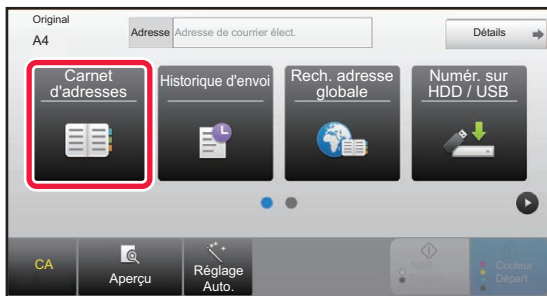 Original
A4
Adresse
Adresse de courrier élect.
Détails
Carnet
d'adresses
Historique d'envoi
Rech. adresse
globale
Numér. sur
HDD / USB
CA
Aperçu
Réglage
Auto.
N&B
Départ
Couleur
Départ